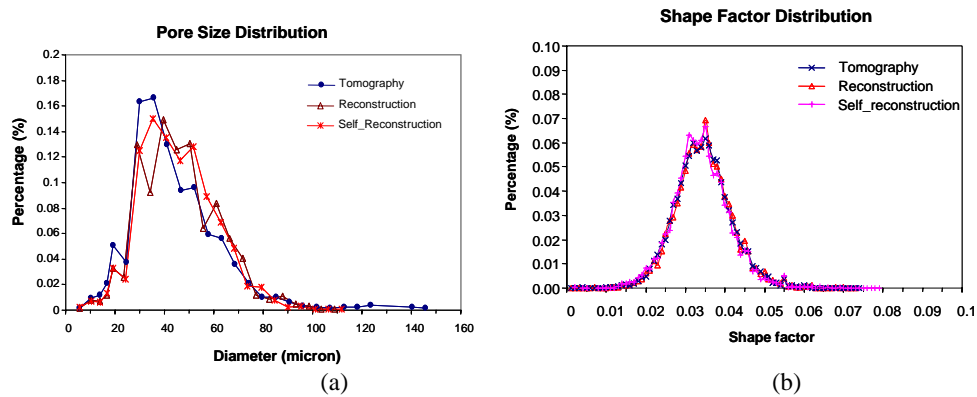 Pore Size Distribution
0.2
0.18
0.16
0.14
0.12
0.1
0.08
0.06
0.04
0.02
0
Percentage (%)
Tomography
Reconstruction
Self_Reconstruction
0 20 40 60 80 100 120 140 160
Diameter (micron)
(a)
Shape Factor Distribution
0.10
0.09
0.08
0.07
0.06
0.05
0.04
0.03
0.02
0.01
0.00
Percentage (%)
Tomography
Reconstruction
Self_reconstruction
0 0.01 0.02 0.03 0.04 0.05 0.06 0.07 0.08 0.09 0.1
Shape factor
(b)